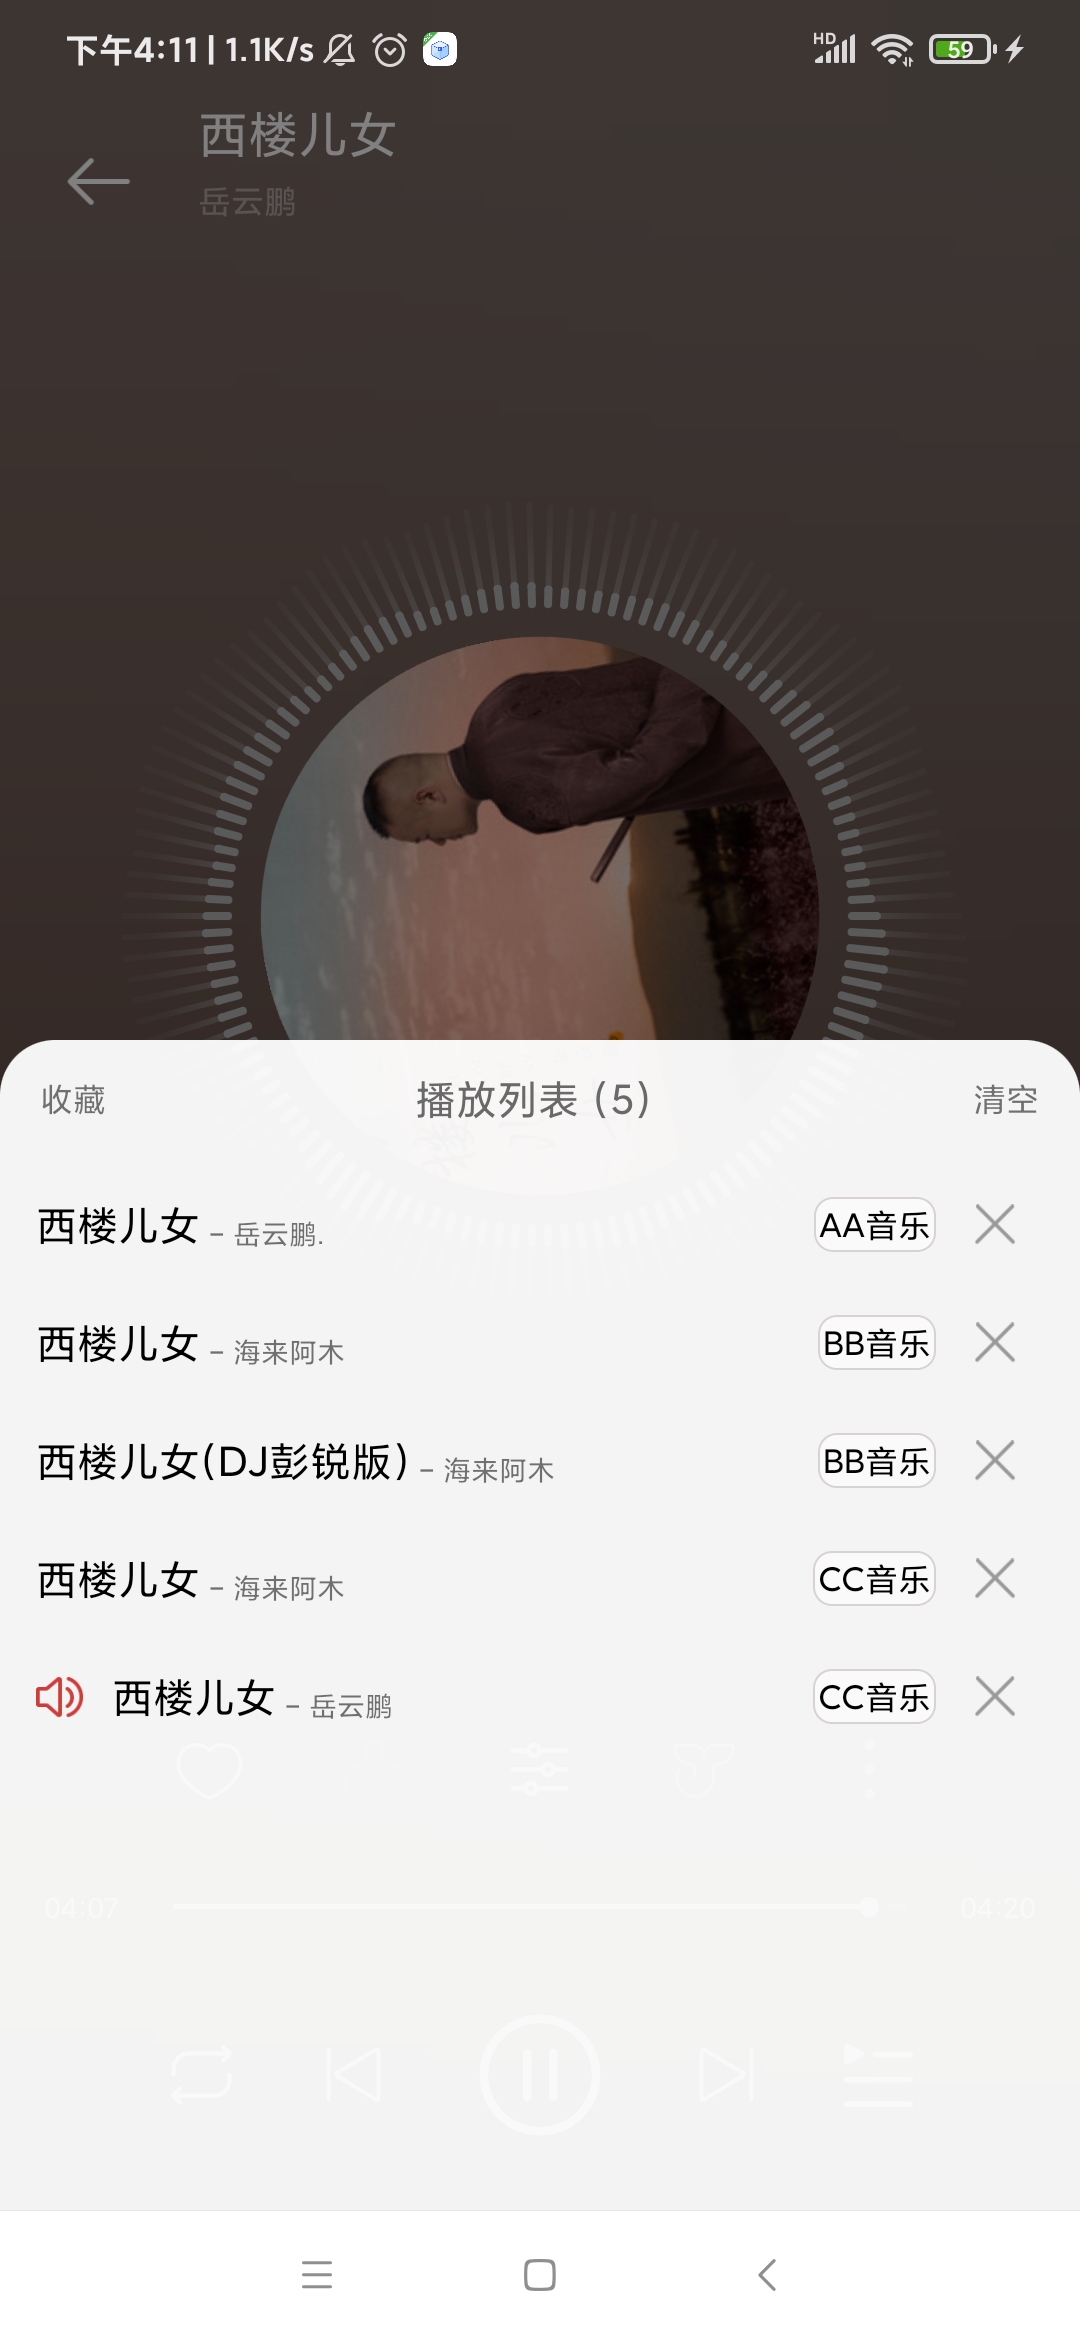 下午4:11 | 1.1K/s HD 59
西楼儿女
岳云鹏
收藏 播放列表 (5) 清空
西楼儿女 – 岳云鹏. AA音乐
西楼儿女 – 海来阿木 BB音乐
西楼儿女(DJ彭锐版) – 海来阿木 BB音乐
西楼儿女 – 海来阿木 CC音乐
西楼儿女 – 岳云鹏 CC音乐
04:07 04:20